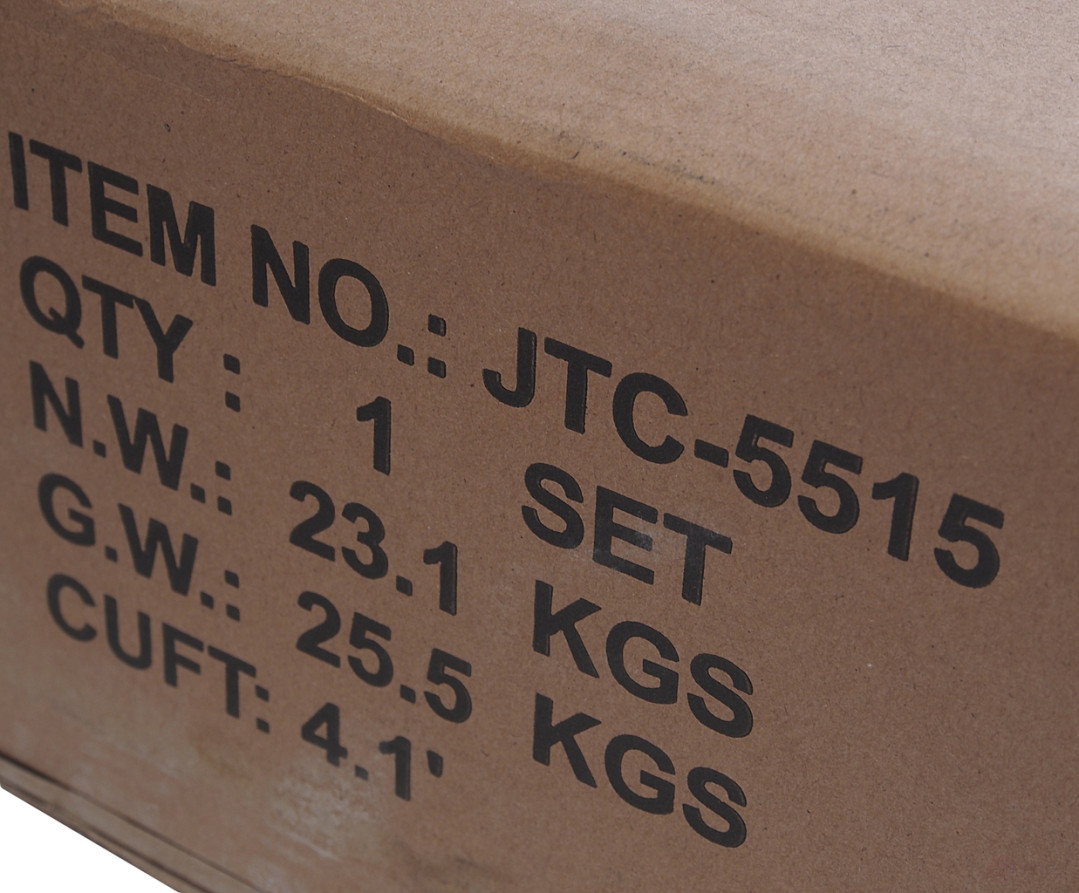 ITEM NO.: JTC-5515
QTY : 1 SET
N.W.: 23.1 KGS
G.W.: 25.5 KGS
CUFT: 4.1'